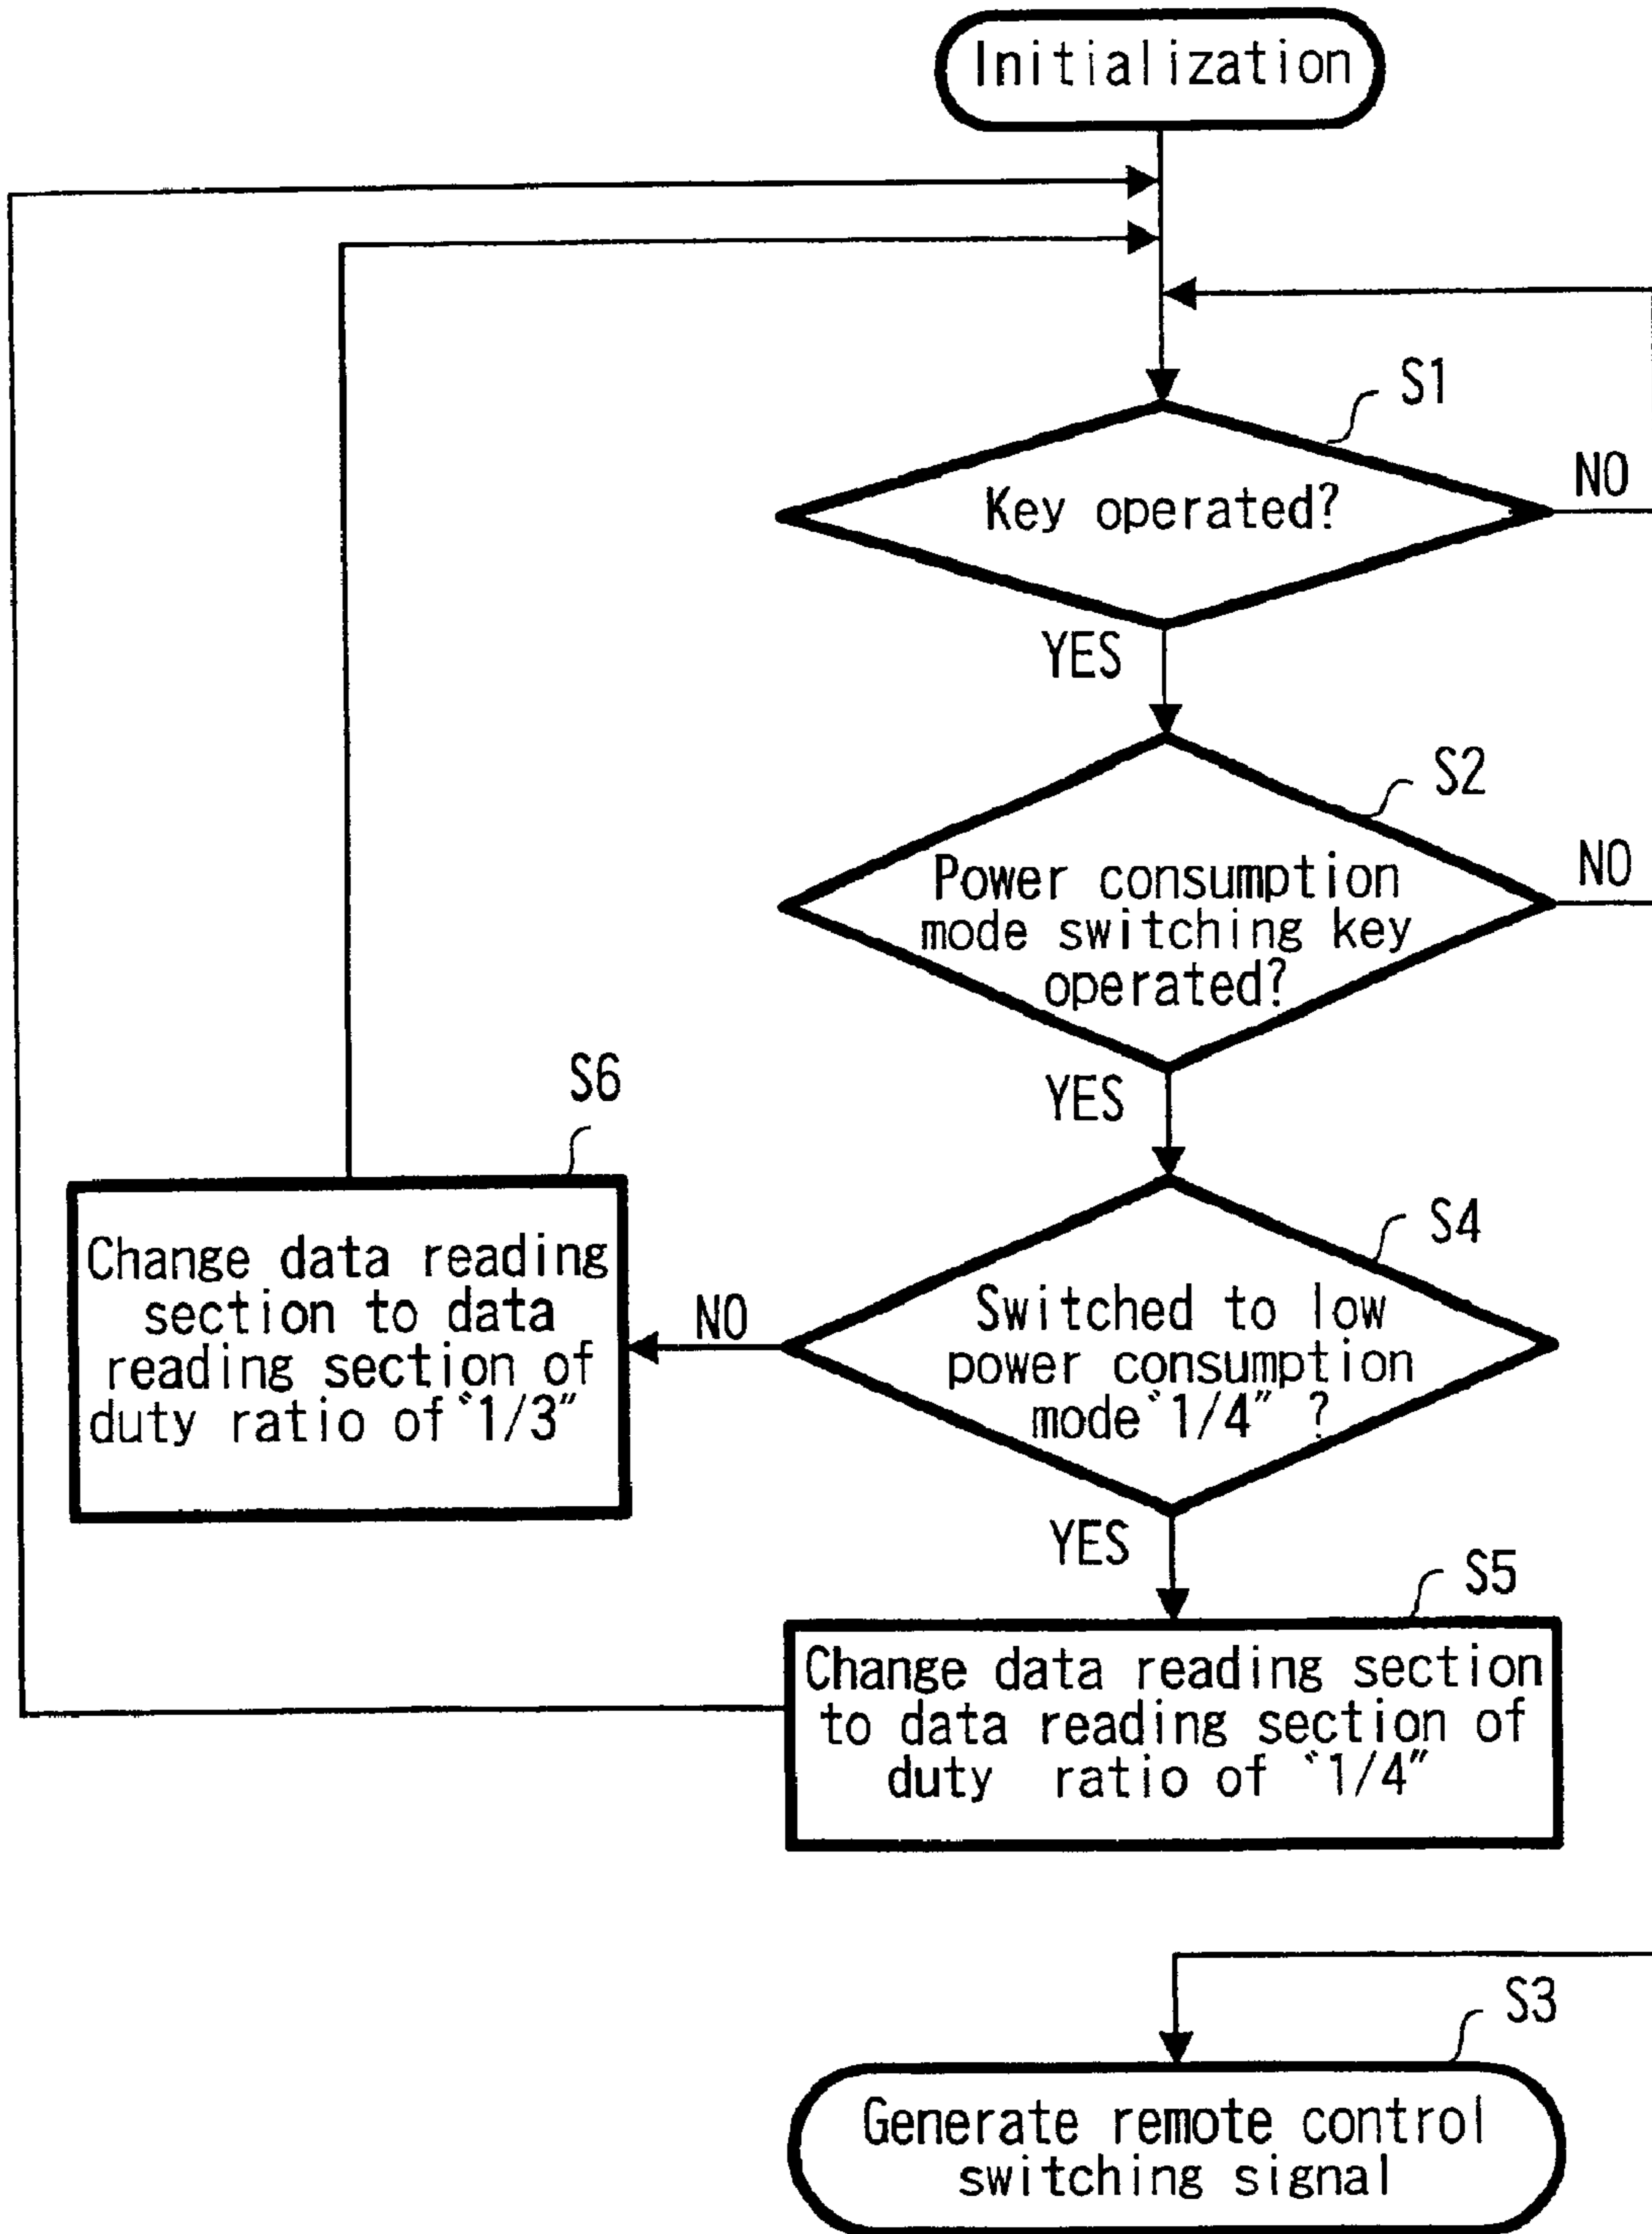 Initialization
S1
Key operated?
NO
YES
S2
Power consumption
mode switching key
operated?
NO
YES
S6
Change data reading
section to data
reading section of
duty ratio of‶1/3″
NO
S4
Switched to low
power consumption
mode‶1/4″ ?
YES
S5
Change data reading section
to data reading section of
duty ratio of ‶1/4″
S3
Generate remote control
switching signal